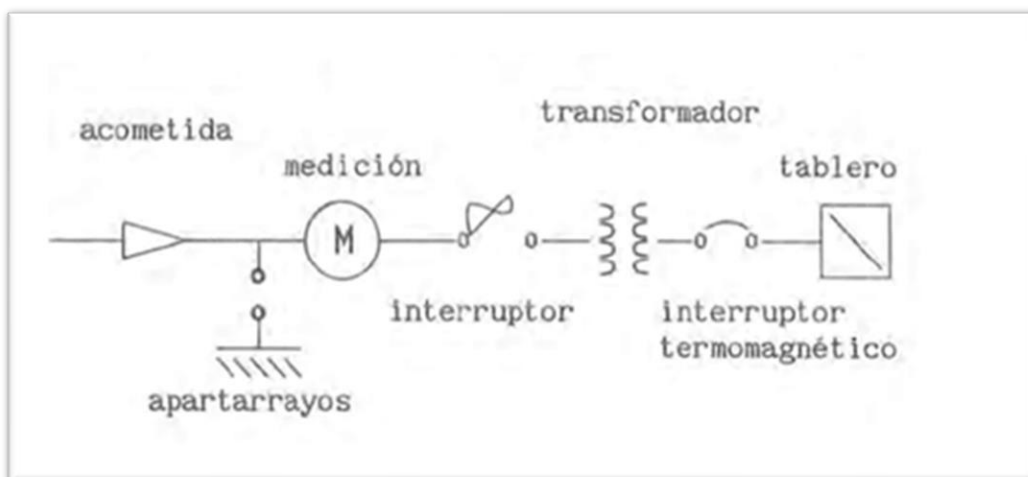 acometida
medición
transformador
tablero
M
interruptor
interruptor
termomagnético
apartarrayos